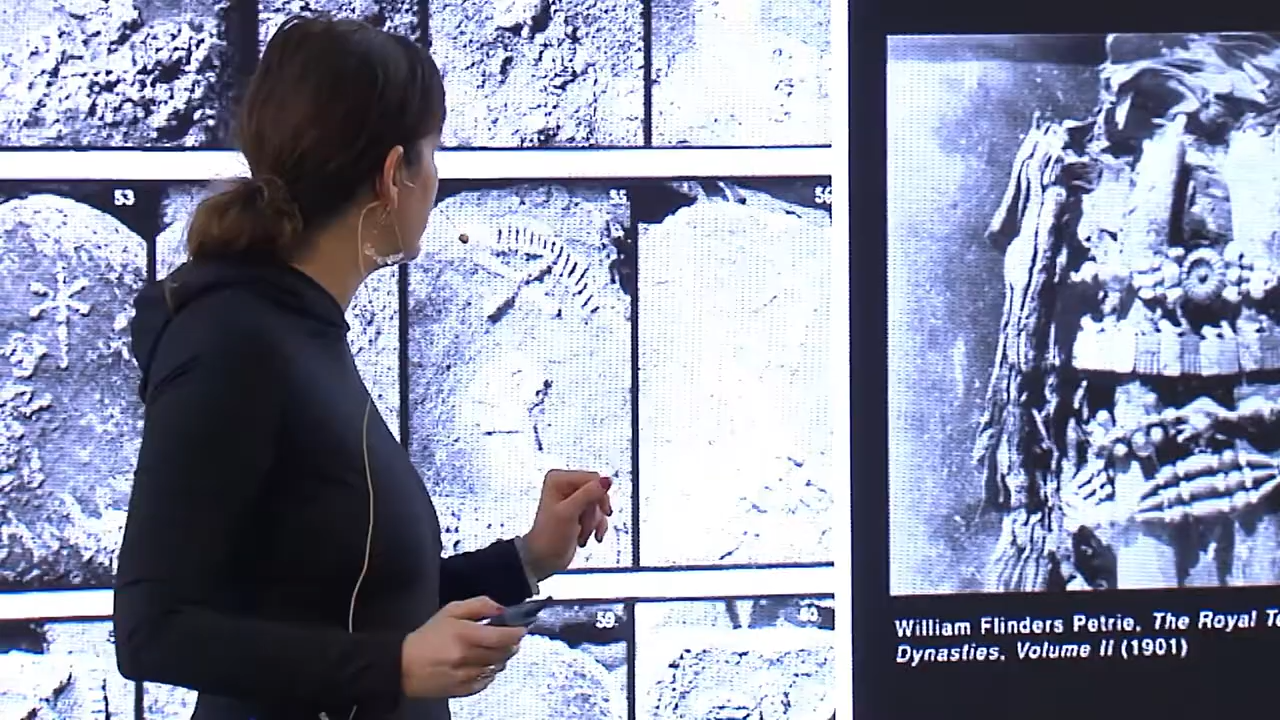 53
55
56
59
60
William Flinders Petrie, The Royal
Dynasties, Volume II (1901)